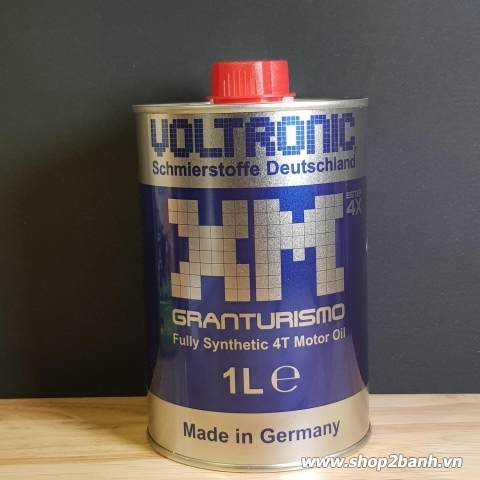 VOLTRONIC
Schmierstoffe Deutschland
ESTER
4X
XM
GRANTURISMO
Fully Synthetic 4T Motor Oil
1L ℮
Made in Germany
www.shop2banh.vn